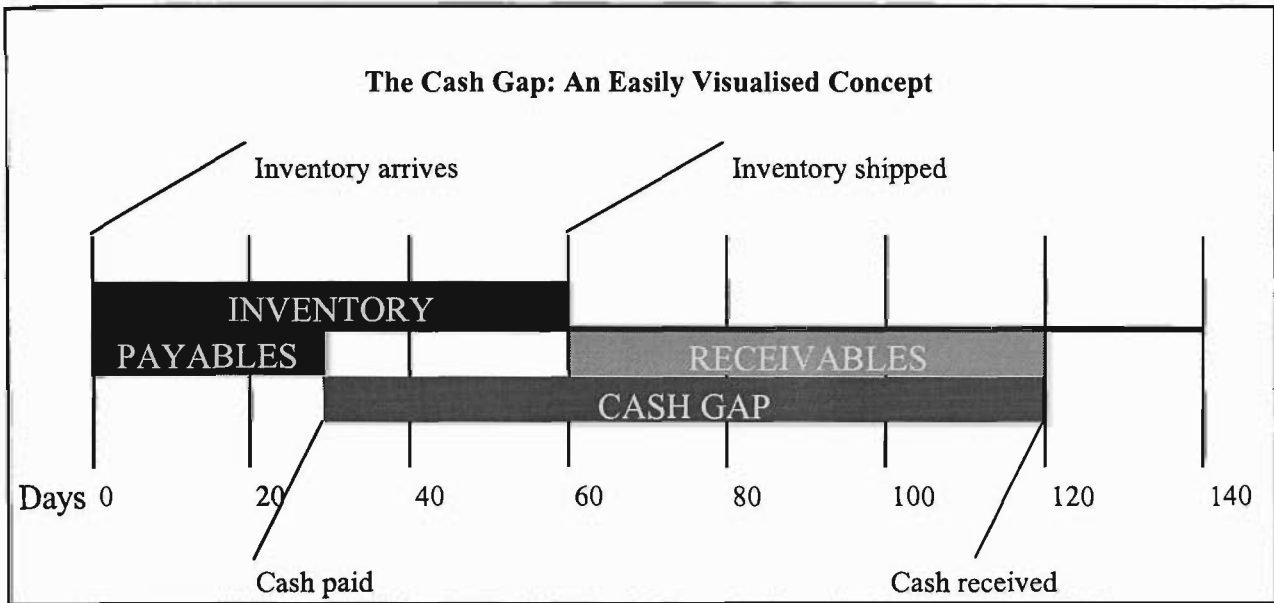 The Cash Gap: An Easily Visualised Concept
Inventory arrives
Inventory shipped
INVENTORY
PAYABLES
RECEIVABLES
CASH GAP
Days 0 20 40 60 80 100 120 140
Cash paid
Cash received